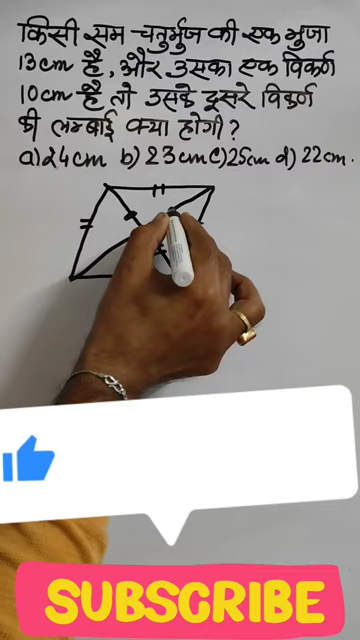 किसी सम चतुर्भुज की एक भुजा
13cm है, और उसका एक विकर्ण
10cm है तो उसके दूसरे विकर्ण
की लम्बाई क्या होगी?
a) 24cm b) 23cm c) 25cm d) 22cm.
SUBSCRIBE